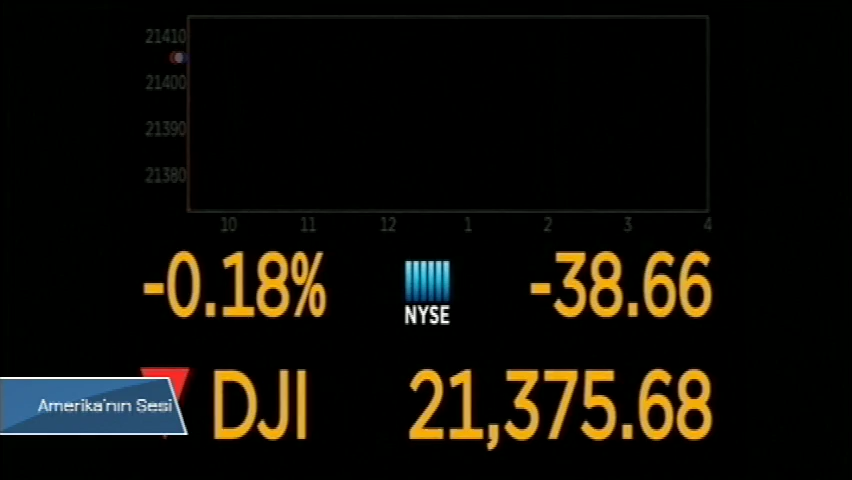 21410
21400
21390
21380
10 11 12 1 2 3 4
-0.18% NYSE -38.66
DJI 21,375.68
Amerika'nın Sesi